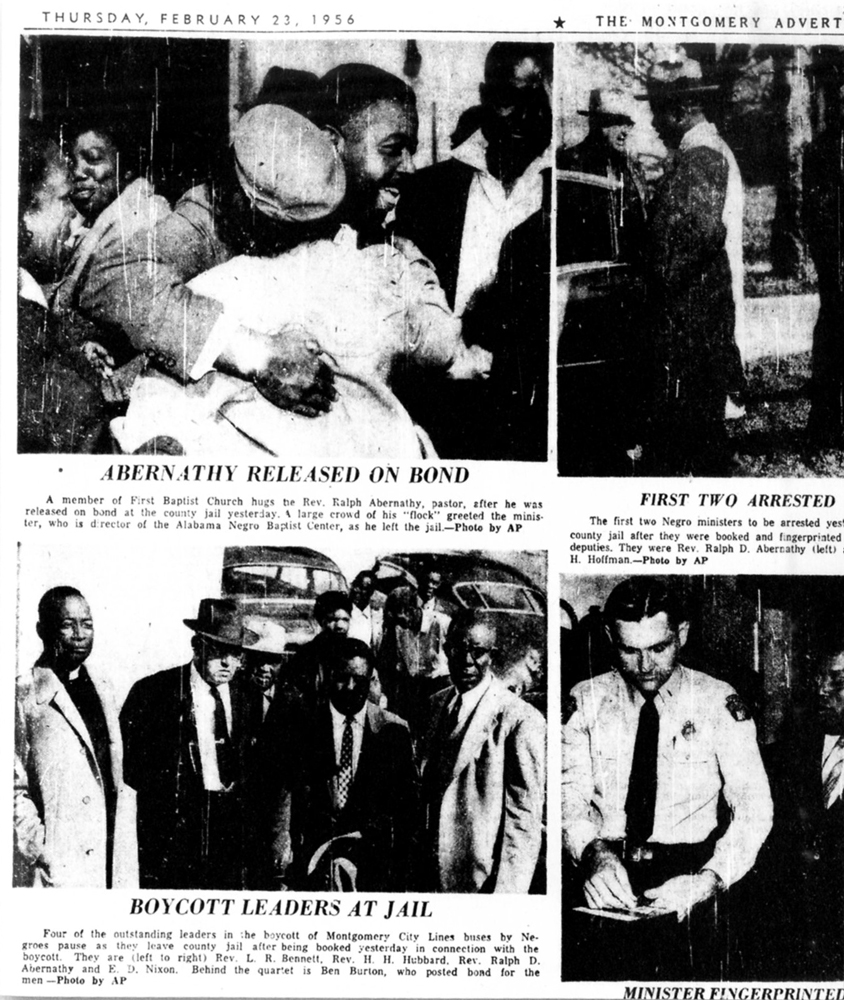 THURSDAY, FEBRUARY 23, 1956
★ THE MONTGOMERY ADVERT
ABERNATHY RELEASED ON BOND
A member of First Baptist Church hugs the Rev. Ralph Abernathy, pastor, after he was
released on bond at the county jail yesterday. A large crowd of his "flock" greeted the minis-
ter, who is director of the Alabama Negro Baptist Center, as he left the jail.—Photo by AP
FIRST TWO ARRESTED
The first two Negro ministers to be arrested yest
county jail after they were booked and fingerprinted
deputies. They were Rev. Ralph D. Abernathy (left)
H. Hoffman.—Photo by AP
BOYCOTT LEADERS AT JAIL
Four of the outstanding leaders in the boycott of Montgomery City Lines buses by Ne-
groes pause as they leave county jail after being booked yesterday in connection with the
boycott. They are (left to right) Rev. L. R. Bennett, Rev. H. H. Hubbard, Rev. Ralph D.
Abernathy and E. D. Nixon. Behind the quartet is Ben Burton, who posted bond for the
men —Photo by AP
MINISTER FINGERPRINTED